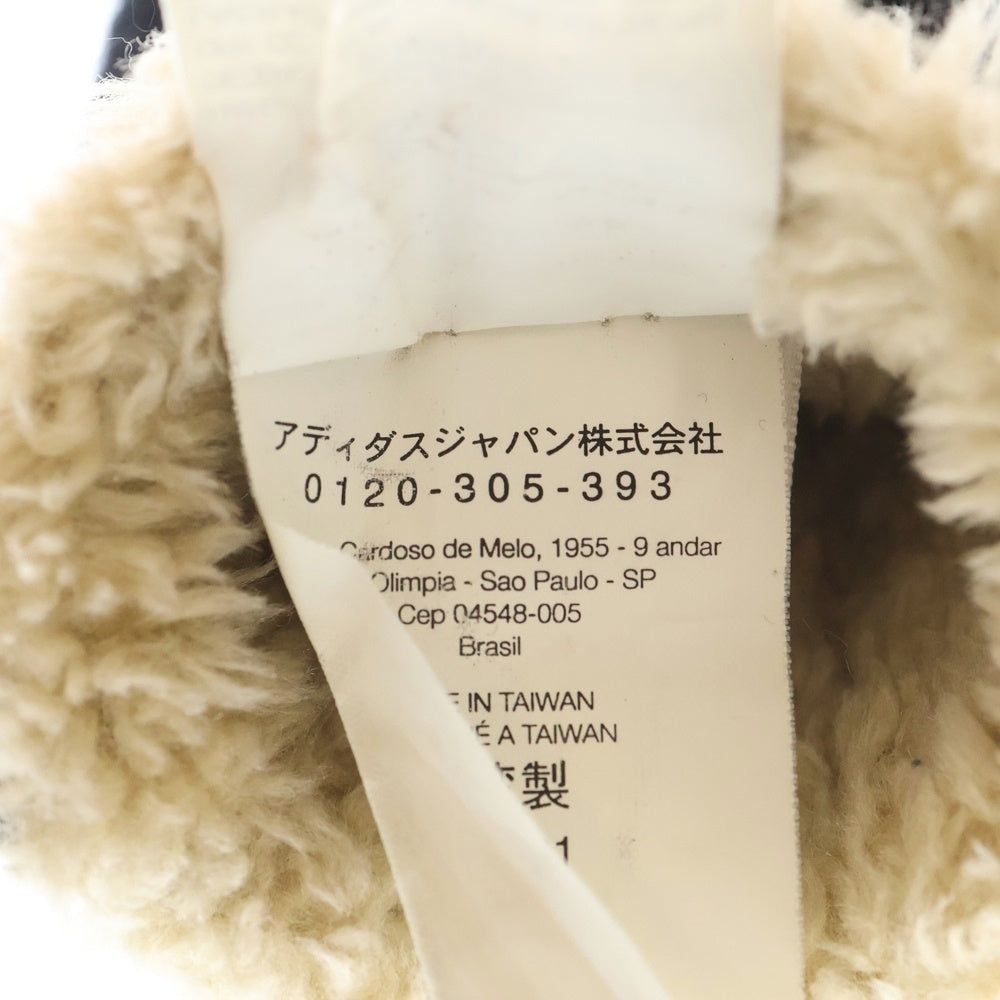 アディダスジャパン株式会社
0120-305-393
Cardoso de Melo, 1955 - 9 andar
Olimpia - Sao Paulo - SP
Cep 04548-005
Brasil
IN TAIWAN
É A TAIWAN
製
1